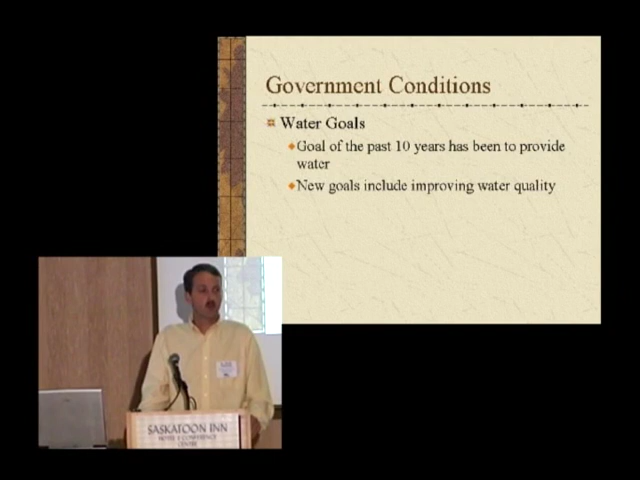 Government Conditions
Water Goals
Goal of the past 10 years has been to provide
water
New goals include improving water quality
SASKATOON INN
HOTEL & CONFERENCE
CENTRE